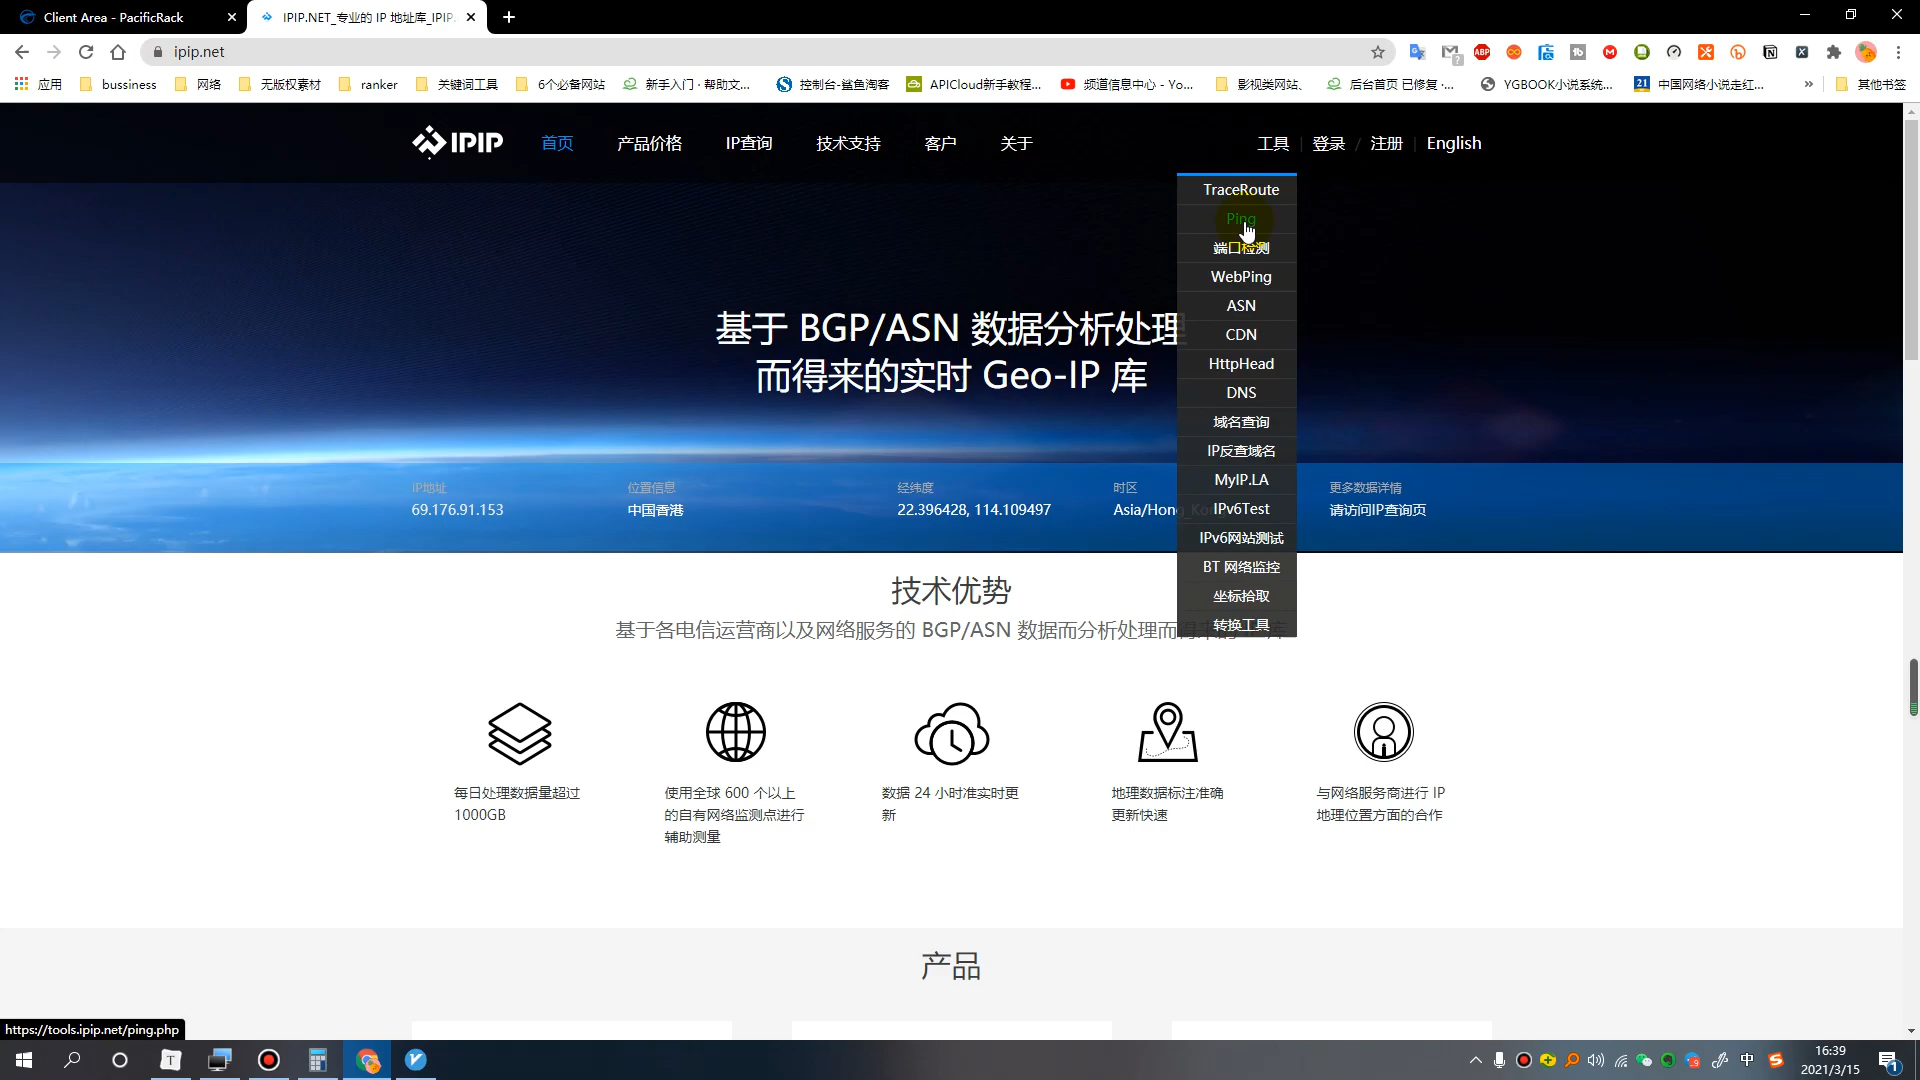 Client Area - PacificRack
IPIP.NET_专业的 IP 地址库_IPIP.
ipip.net
应用
bussiness
网络
无版权素材
ranker
关键词工具
6个必备网站
新手入门 · 帮助文...
控制台-鲨鱼淘客
APICloud新手教程...
频道信息中心 - Yo...
影视类网站、
后台首页 已修复 ·...
YGBOOK小说系统...
中国网络小说走红...
其他书签
IPIP
首页
产品价格
IP查询
技术支持
客户
关于
工具
登录
/
注册
English
TraceRoute
Ping
端口检测
WebPing
ASN
CDN
HttpHead
DNS
域名查询
IP反查域名
MyIP.LA
IPv6Test
IPv6网站测试
BT 网络监控
坐标拾取
转换工具
基于 BGP/ASN 数据分析处理
而得来的实时 Geo-IP 库
IP地址
69.176.91.153
位置信息
中国香港
经纬度
22.396428, 114.109497
时区
Asia/Hong_Ko
更多数据详情
请访问IP查询页
技术优势
基于各电信运营商以及网络服务的 BGP/ASN 数据而分析处理而得来的
每日处理数据量超过
1000GB
使用全球 600 个以上
的自有网络监测点进行
辅助测量
数据 24 小时准实时更
新
地理数据标注准确
更新快速
与网络服务商进行 IP
地理位置方面的合作
产品
https://tools.ipip.net/ping.php
中
16:39
2021/3/15
1